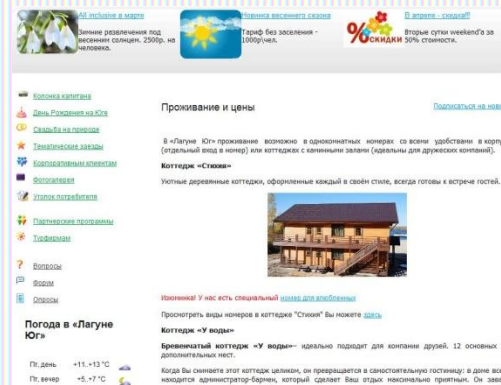 All inclusive в марте
Зимние развлечения под
весенним солнцем. 2500р. на
человека.
Новинка весеннего сезона
Тариф без заселения -
1000р\чел.
% скидки
В апреле - скидка!!!
Вторые сутки weekend'а за
50% стоимости.
Колонка капитана
День Рождения на Юге
Свадьба на природе
Тематические заезды
Корпоративным клиентам
Фотогалерея
Уголок потребителя
Партнерские программы
Турфирмам
Вопросы
Форум
Опросы
Погода в «Лагуне
Юг»
Пт, день +11..+13 °C
Пт, вечер +5..+7 °C
Проживание и цены
Подписаться на
В «Лагуне Юг» проживание возможно в однокомнатных номерах со всеми удобствами в
(отдельный вход в номер) или коттеджах с каминными залами (идеальны для дружеских компаний).
Коттедж «Стихия»
Уютные деревянные коттеджи, оформленные каждый в своём стиле, всегда готовы к встрече гостей.
Изюминка! У нас есть специальный номер для влюбленных
Просмотреть виды номеров в коттедже "Стихия" Вы можете здесь
Коттедж «У воды»
Бревенчатый коттедж «У воды»– идеально подходит для компании друзей. 12 основных
дополнительных мест.
Когда Вы снимаете этот коттедж целиком, он превращается в самостоятельную гостиницу: в доме
находится администратор-бармен, который сделает Ваш отдых максимально приятным. Он